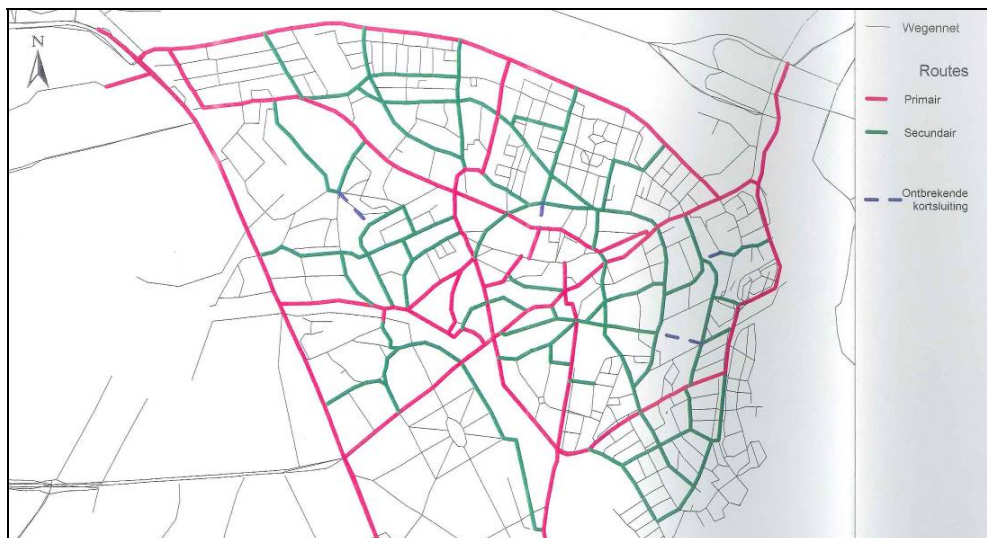 N
Wegennet
Routes
Primair
Secundair
Ontbrekende
kortsluiting